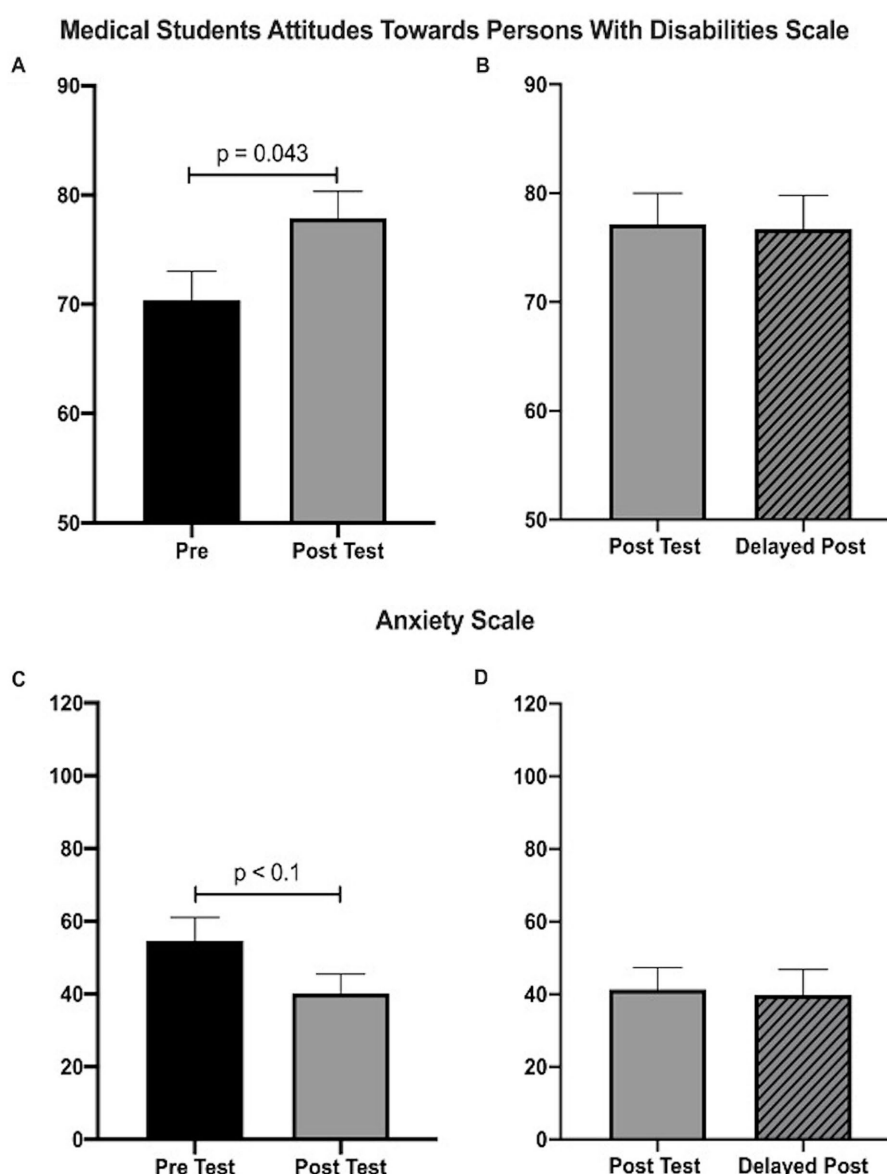 Medical Students Attitudes Towards Persons With Disabilities Scale
A
90
80
70
60
50
p = 0.043
Pre
Post Test
B
90
80
70
60
50
Post Test
Delayed Post
Anxiety Scale
C
120
100
80
60
40
20
0
p < 0.1
Pre Test
Post Test
D
120
100
80
60
40
20
0
Post Test
Delayed Post